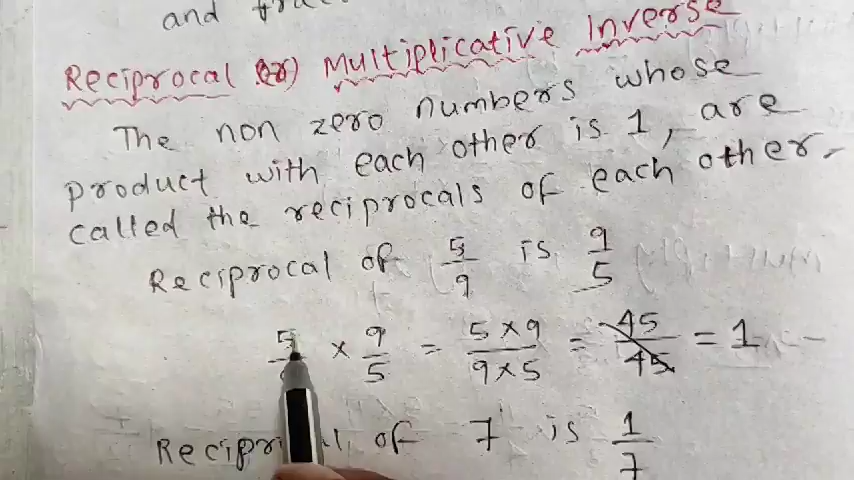 and
Reciprocal (or) Multiplicative Inverse
The non zero numbers whose
product with each other is 1, are
called the reciprocals of each other.
Reciprocal of 5/9 is 9/5
5/ × 9/5 = 5×9/9×5 = 45/45 = 1
of 7 is 1/7